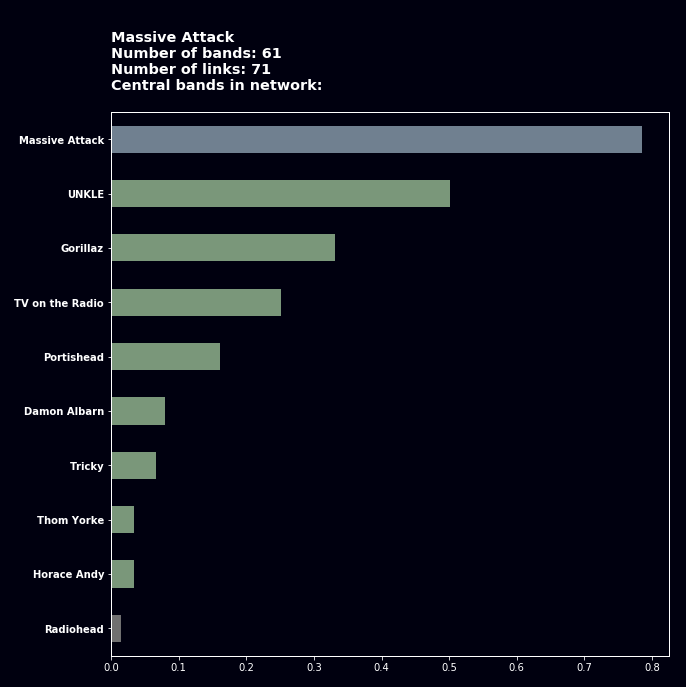 Massive Attack
Number of bands: 61
Number of links: 71
Central bands in network:
Massive Attack
UNKLE
Gorillaz
TV on the Radio
Portishead
Damon Albarn
Tricky
Thom Yorke
Horace Andy
Radiohead
0.0 0.1 0.2 0.3 0.4 0.5 0.6 0.7 0.8